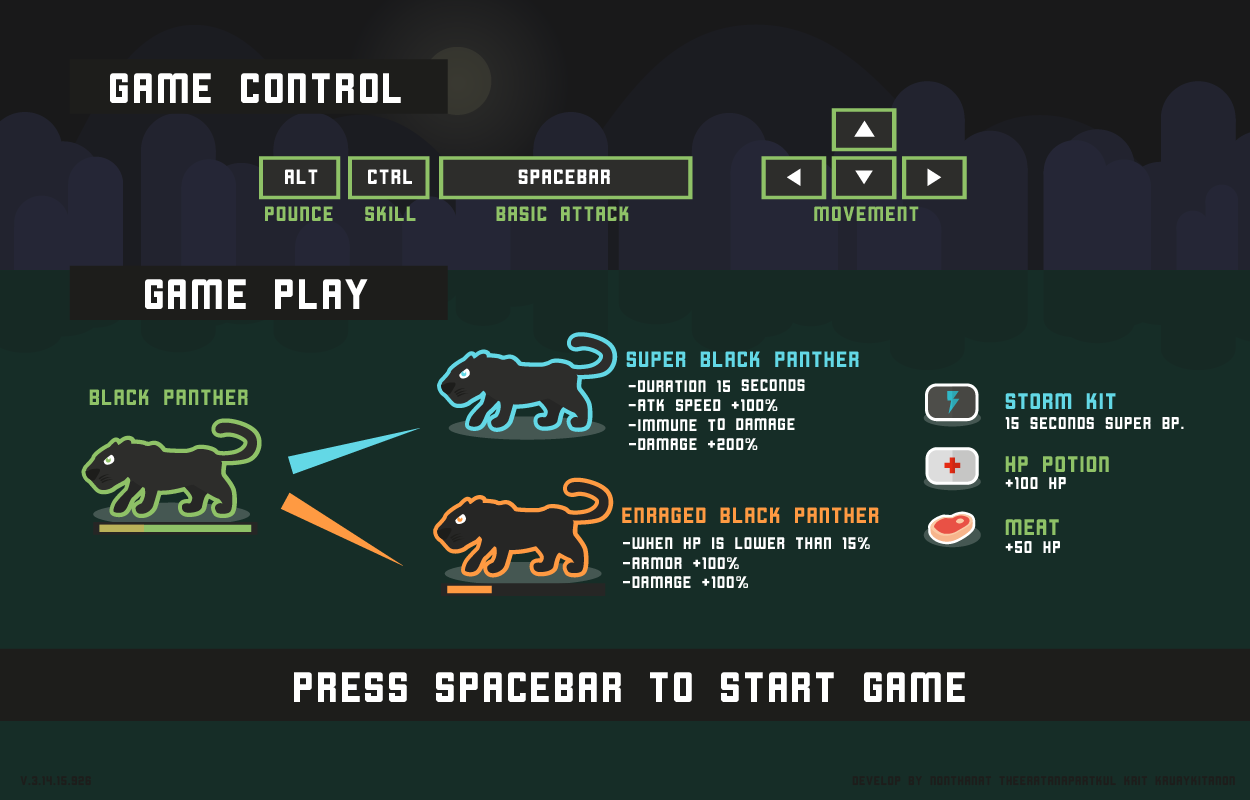 GAME CONTROL
ALT CTRL SPACEBAR
POUNCE SKILL BASIC ATTACK MOVEMENT
GAME PLAY
BLACK PANTHER
SUPER BLACK PANTHER
-DURATION 15 SECONDS
-ATK SPEED +100%
-IMMUNE TO DAMAGE
-DAMAGE +200%
ENRAGED BLACK PANTHER
-WHEN HP IS LOWER THAN 15%
-ARMOR +100%
-DAMAGE +100%
STORM KIT
15 SECONDS SUPER BP.
HP POTION
+100 HP
MEAT
+50 HP
PRESS SPACEBAR TO START GAME
DEVELOP BY